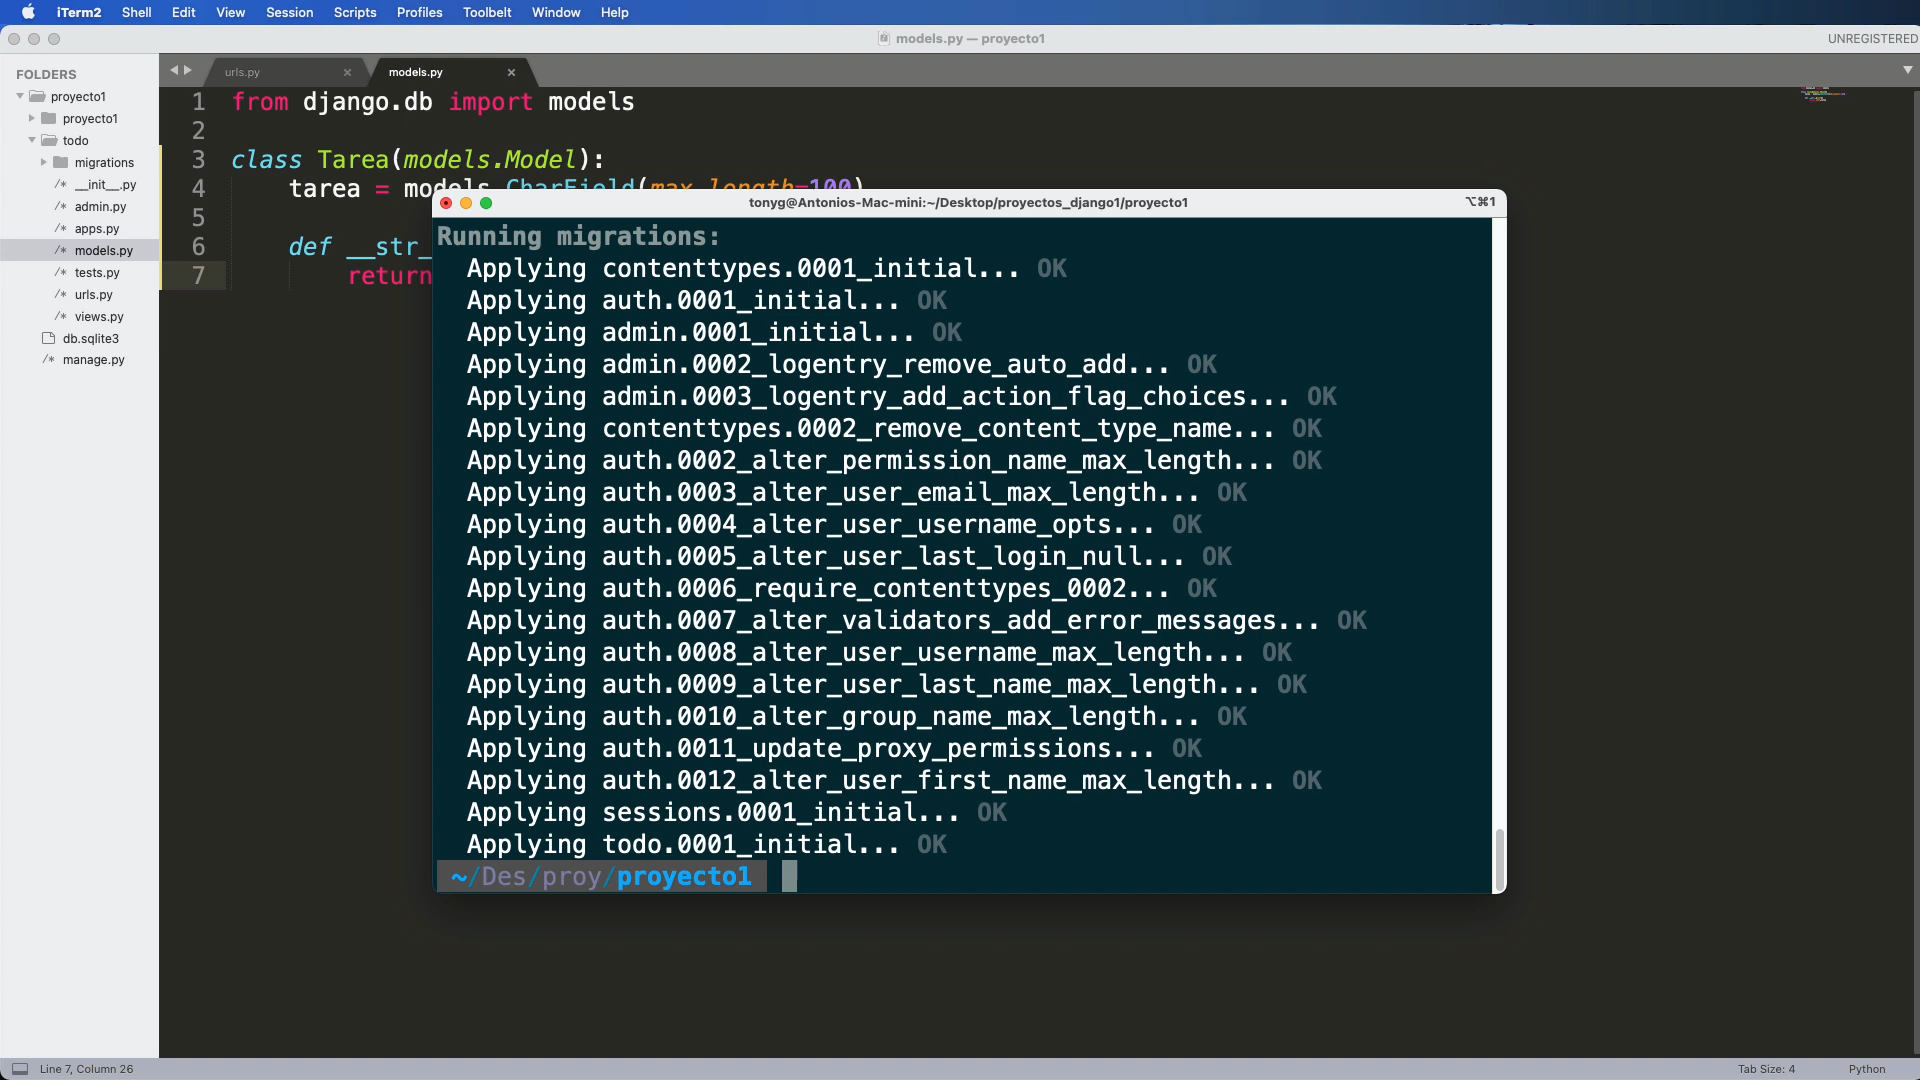 iTerm2 Shell Edit View Session Scripts Profiles Toolbelt Window Help
models.py — proyecto1
UNREGISTERED
FOLDERS
proyecto1
proyecto1
todo
migrations
/* __init__.py
/* admin.py
/* apps.py
/* models.py
/* tests.py
/* urls.py
/* views.py
db.sqlite3
/* manage.py
urls.py × models.py ×
1 from django.db import models
2
3 class Tarea(models.Model):
4 tarea = models.CharField(max_length=100)
5
6 def __str_
7 return
tonyg@Antonios-Mac-mini:~/Desktop/proyectos_django1/proyecto1
⌥⌘1
Running migrations:
Applying contenttypes.0001_initial... OK
Applying auth.0001_initial... OK
Applying admin.0001_initial... OK
Applying admin.0002_logentry_remove_auto_add... OK
Applying admin.0003_logentry_add_action_flag_choices... OK
Applying contenttypes.0002_remove_content_type_name... OK
Applying auth.0002_alter_permission_name_max_length... OK
Applying auth.0003_alter_user_email_max_length... OK
Applying auth.0004_alter_user_username_opts... OK
Applying auth.0005_alter_user_last_login_null... OK
Applying auth.0006_require_contenttypes_0002... OK
Applying auth.0007_alter_validators_add_error_messages... OK
Applying auth.0008_alter_user_username_max_length... OK
Applying auth.0009_alter_user_last_name_max_length... OK
Applying auth.0010_alter_group_name_max_length... OK
Applying auth.0011_update_proxy_permissions... OK
Applying auth.0012_alter_user_first_name_max_length... OK
Applying sessions.0001_initial... OK
Applying todo.0001_initial... OK
~/Des/proy/proyecto1
Line 7, Column 26
Tab Size: 4
Python